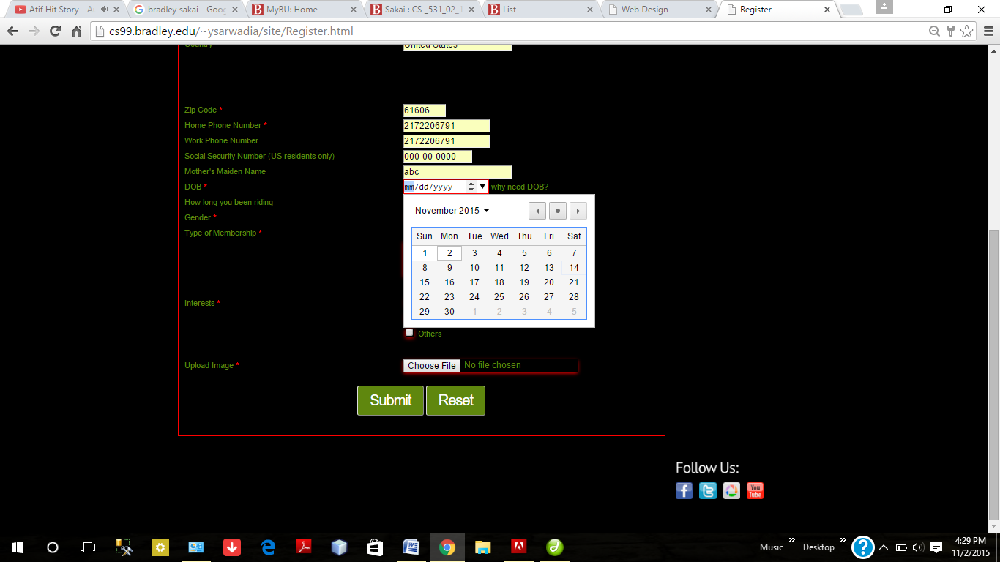 Atif Hit Story - Au
bradley sakai - Goog
MyBU: Home
Sakai : CS _531_02_1
List
Web Design
Register
cs99.bradley.edu/~ysarwadia/site/Register.html
Country United States
Zip Code * 61606
Home Phone Number * 2172206791
Work Phone Number 2172206791
Social Security Number (US residents only) 000-00-0000
Mother's Maiden Name abc
DOB * mm/dd/yyyy why need DOB?
How long you been riding
Gender *
Type of Membership *
November 2015
Sun Mon Tue Wed Thu Fri Sat
1 2 3 4 5 6 7
8 9 10 11 12 13 14
15 16 17 18 19 20 21
22 23 24 25 26 27 28
29 30 1 2 3 4 5
Interests *
Others
Upload Image * Choose File No file chosen
Submit Reset
Follow Us:
You Tube
Music » Desktop » 4:29 PM
11/2/2015